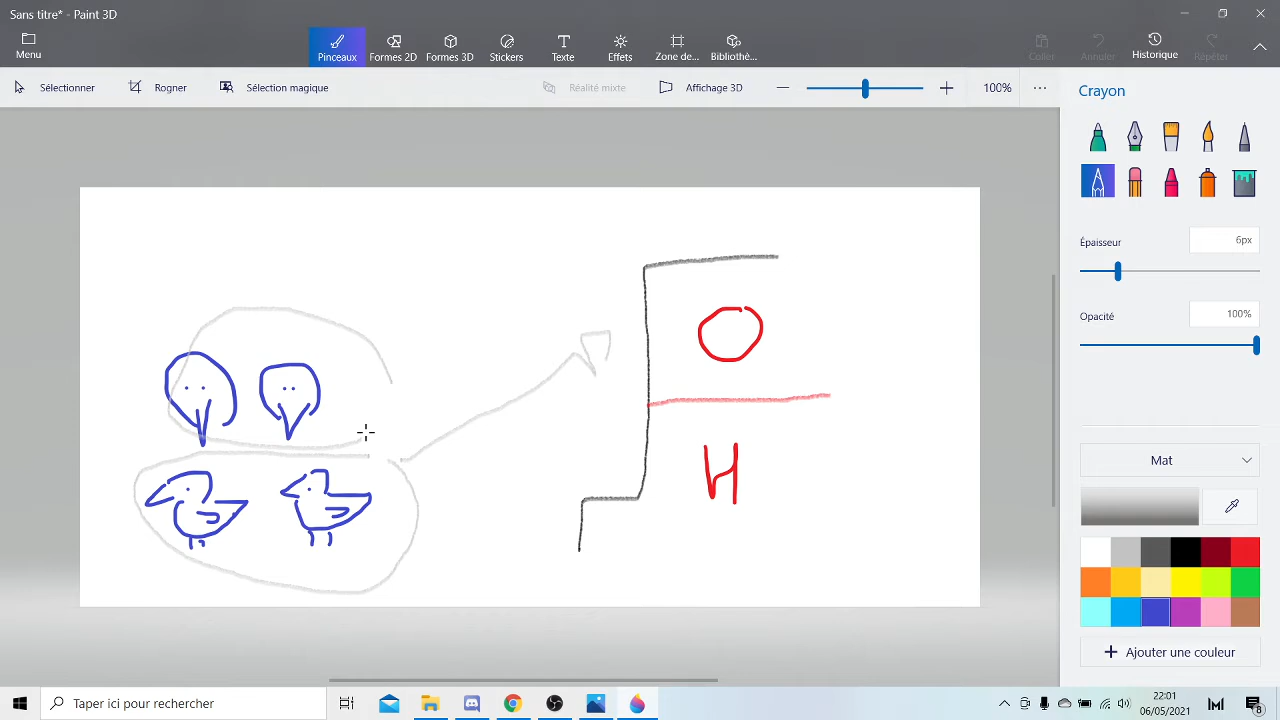 Sans titre* - Paint 3D
Menu
Pinceaux
Formes 2D
Formes 3D
Stickers
Texte
Effets
Zone de...
Bibliothè...
Coller
Annuler
Historique
Répéter
Sélectionner
Rogner
Sélection magique
Réalité mixte
Affichage 3D
100%
Crayon
Épaisseur
6px
Opacité
100%
O
H
Mat
Ajouter une couleur
Taper ici pour rechercher
22:01
06/05/2021
8